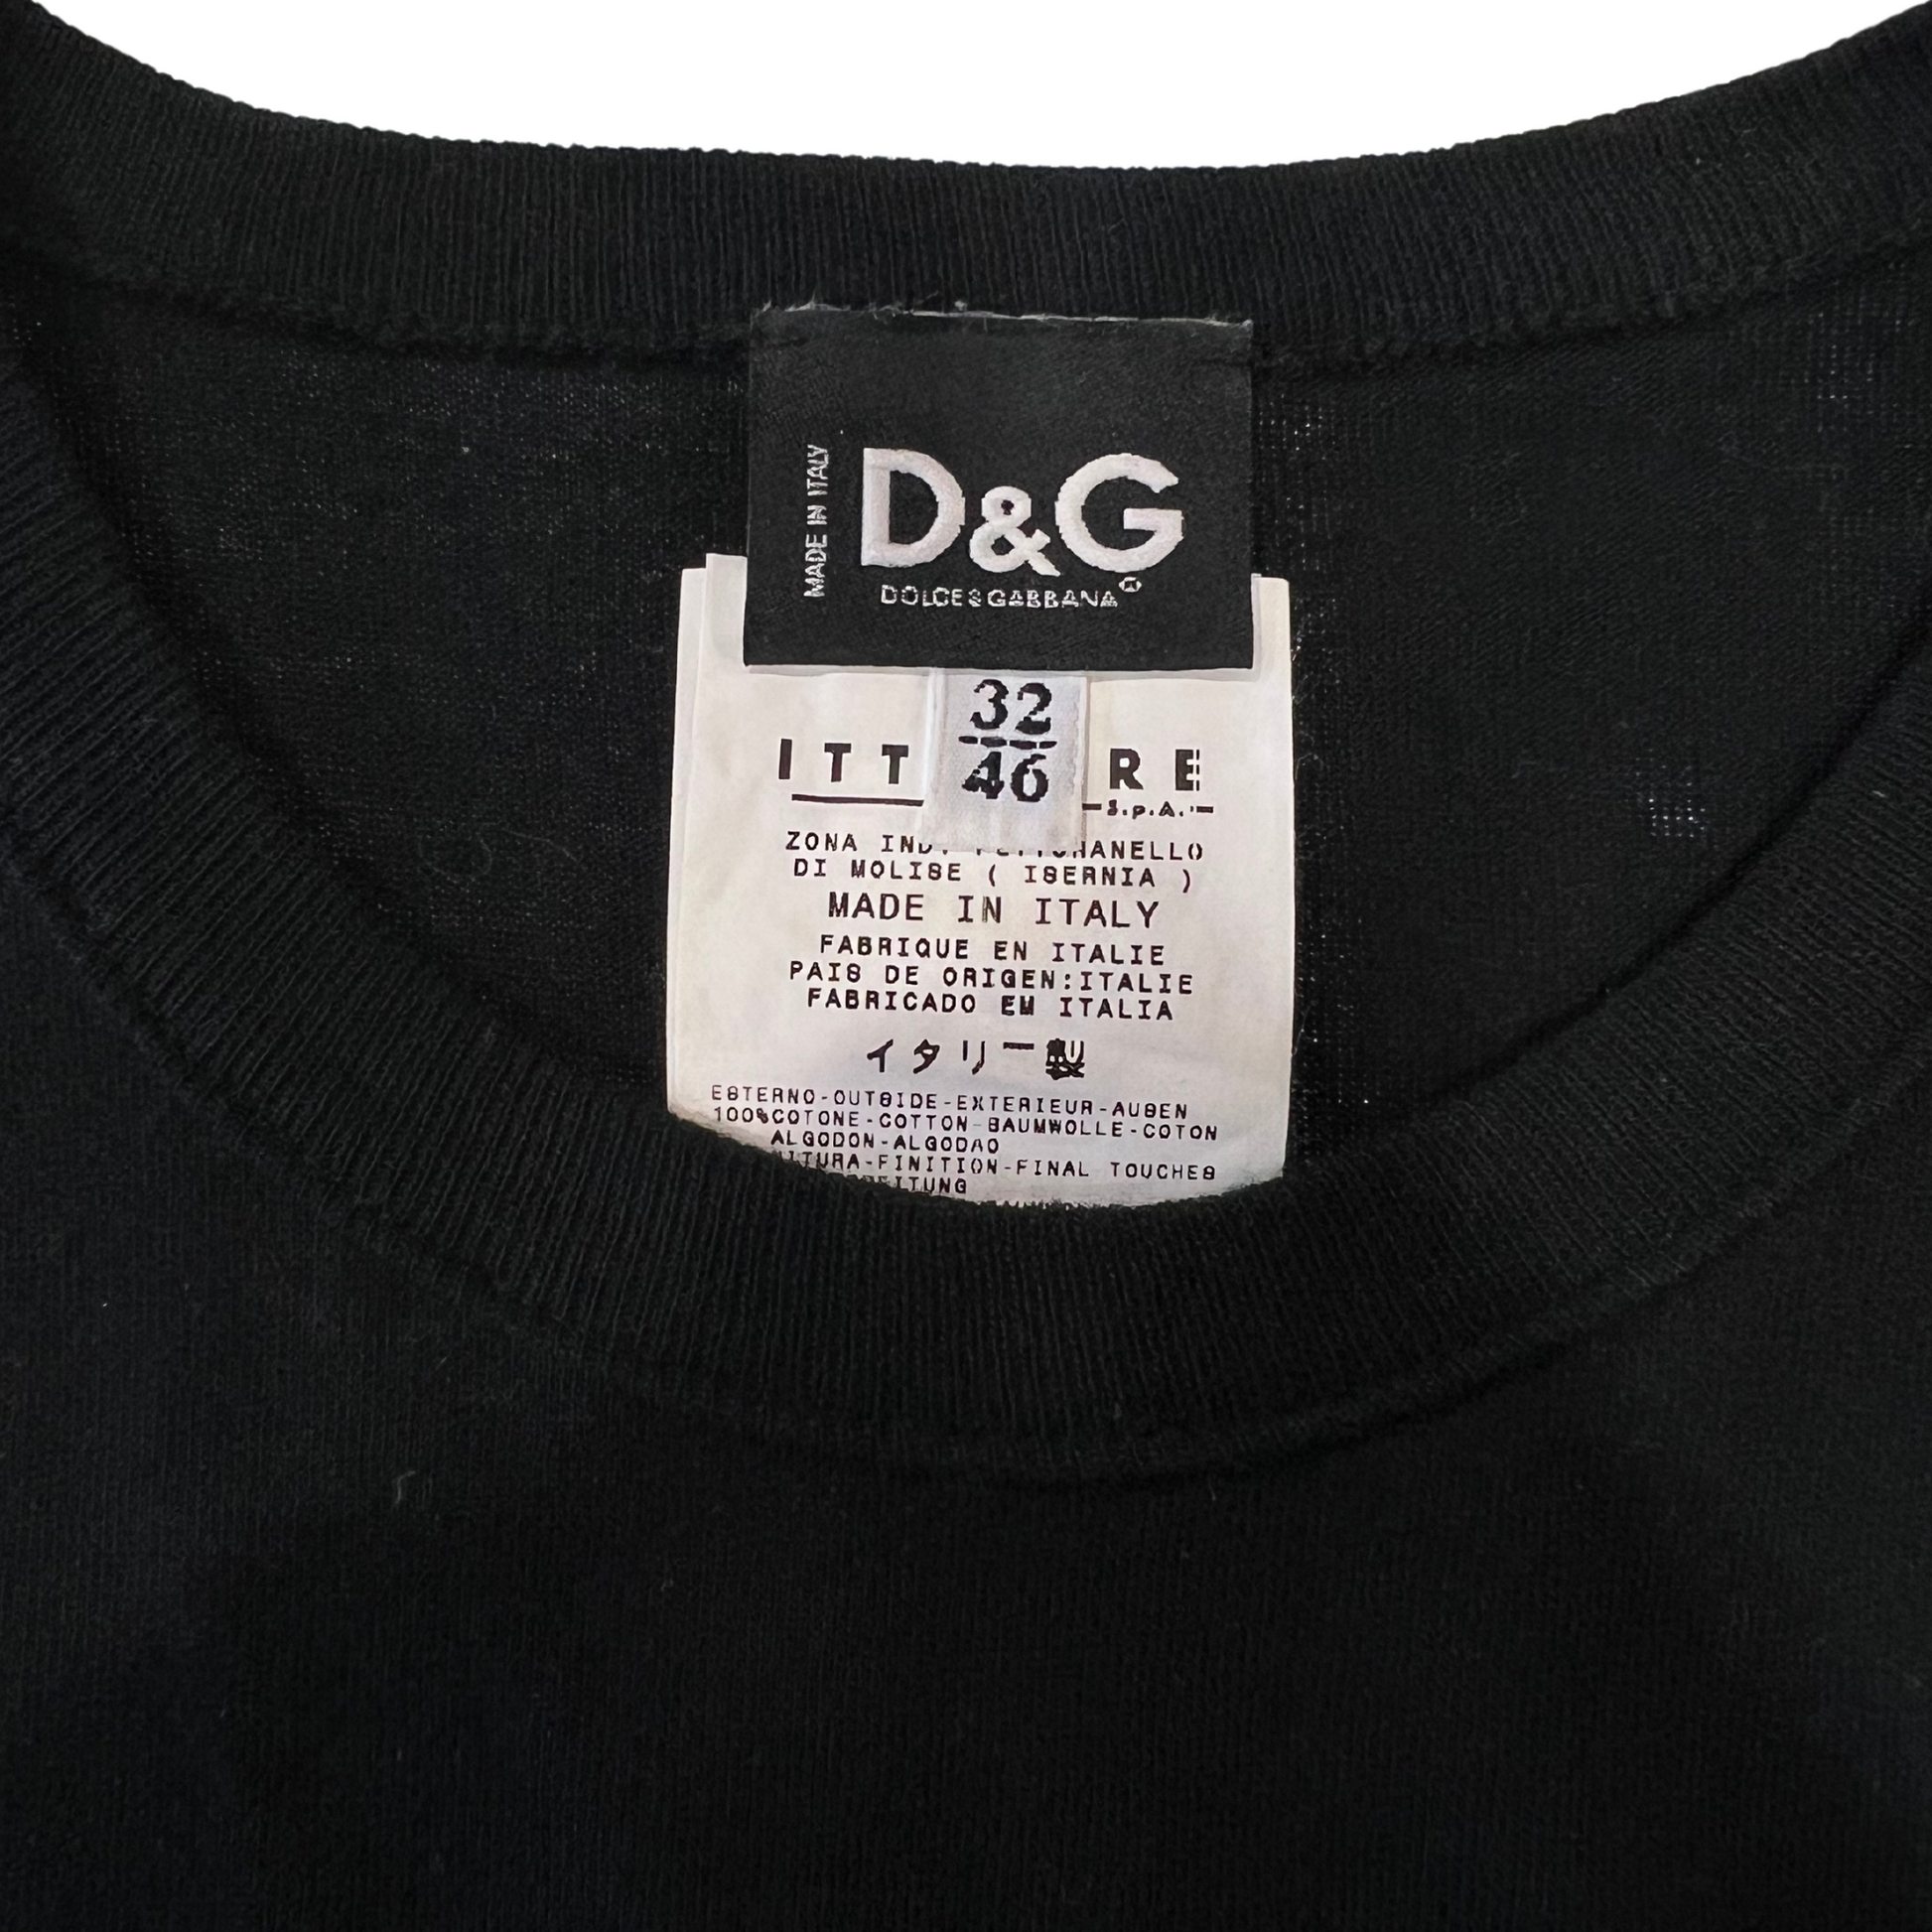 MADE IN ITALY
D&G
DOLCE&GABBANA®
32
46
ITT RE
S.p.A.
ZONA IND.
DI MOLISE ( ISERNIA )
MADE IN ITALY
FABRIQUE EN ITALIE
PAIS DE ORIGEN:ITALIE
FABRICADO EM ITALIA
イタリー製
ESTERNO-OUTSIDE-EXTERIEUR-AUSEN
100%COTONE-COTTON-BAUMWOLLE-COTON
ALGODON-ALGODAO
-FINITION-FINAL TOUCHES